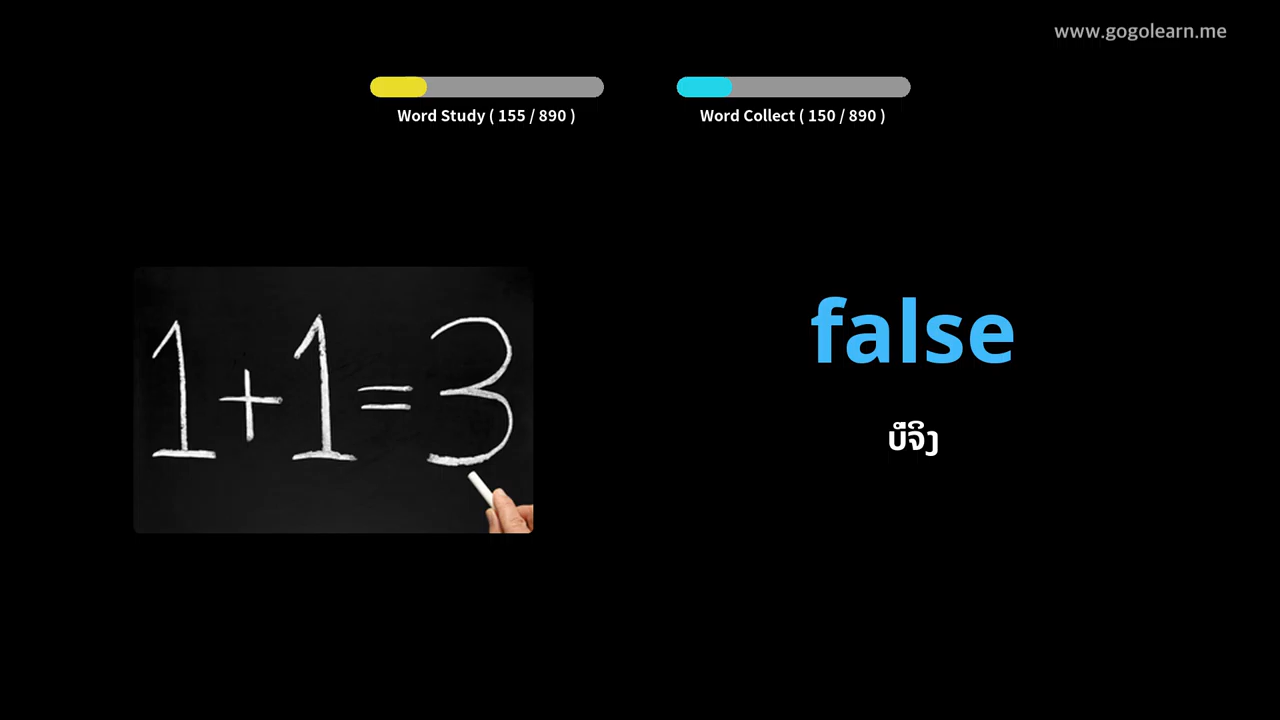 www.gogolearn.me
Word Study ( 155 / 890 )
Word Collect ( 150 / 890 )
1+1=3
false
ບໍ່ຈິງ